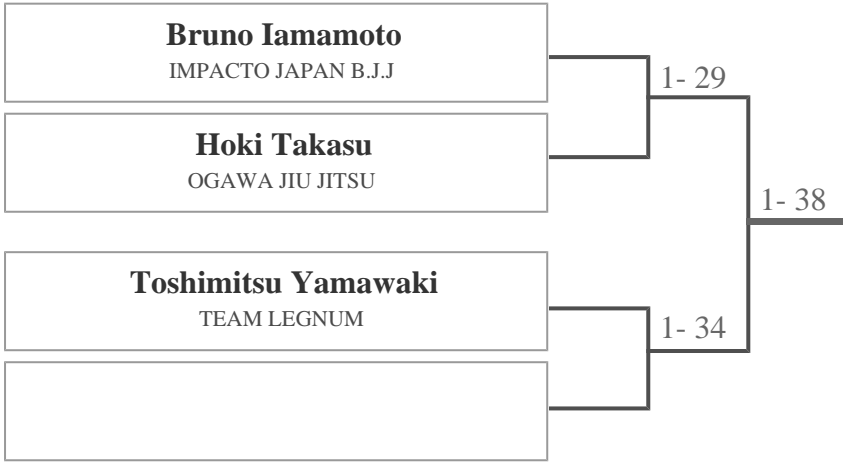 Bruno Iamamoto
IMPACTO JAPAN B.J.J
1- 29
Hoki Takasu
OGAWA JIU JITSU
1- 38
Toshimitsu Yamawaki
TEAM LEGNUM
1- 34